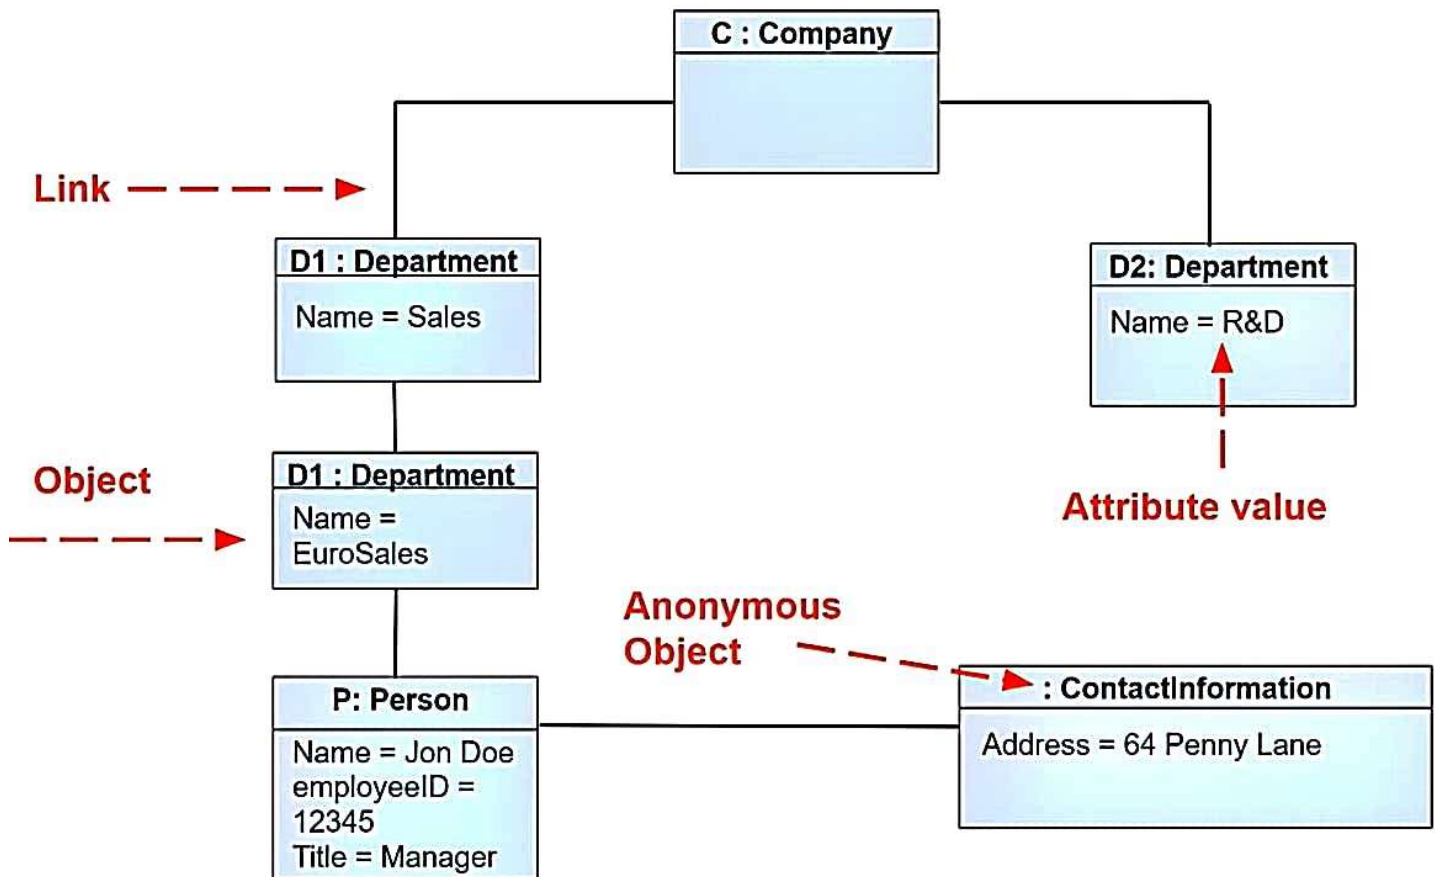 C : Company
Link
D1 : Department
Name = Sales
D2: Department
Name = R&D
Object
D1 : Department
Name =
EuroSales
Attribute value
Anonymous
Object
P: Person
Name = Jon Doe
employeeID =
12345
Title = Manager
: ContactInformation
Address = 64 Penny Lane